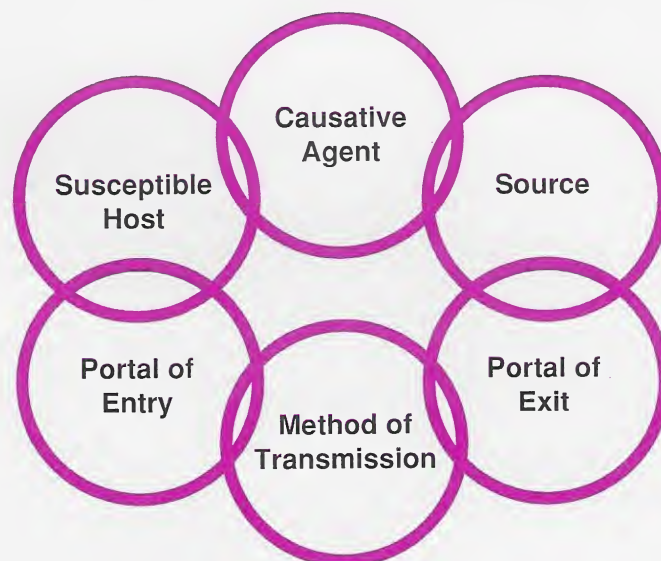 Causative
Agent
Source
Portal of
Exit
Method of
Transmission
Portal of
Entry
Susceptible
Host